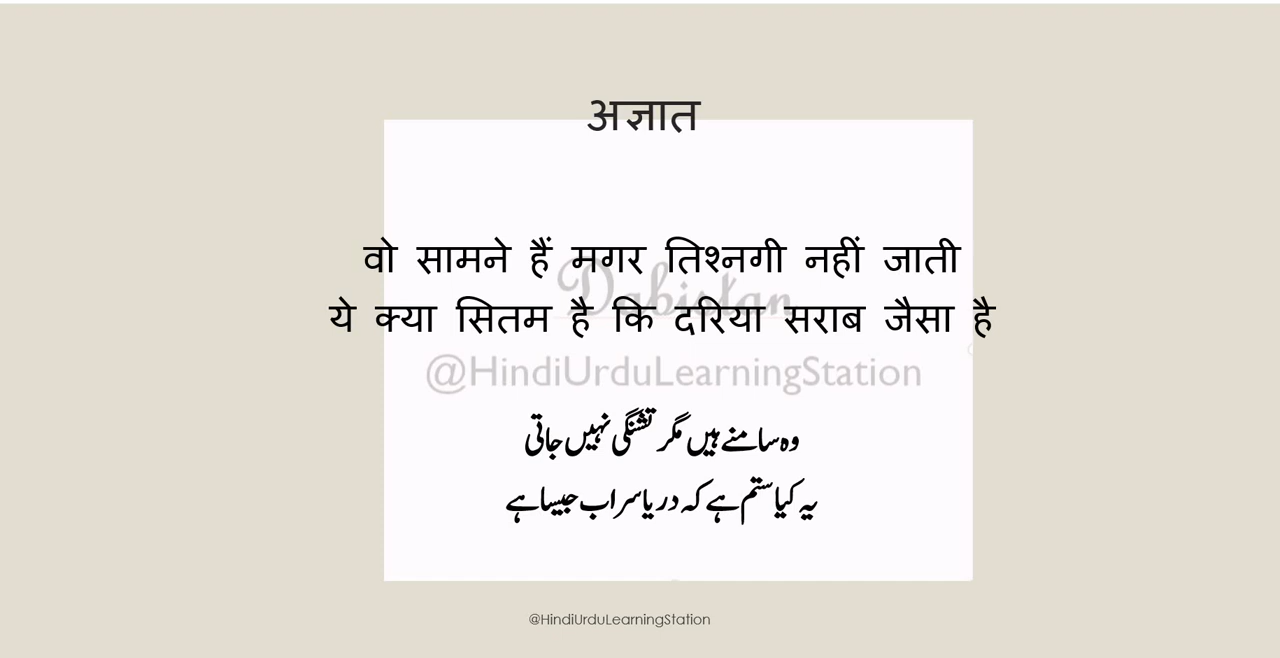 अज्ञात
वो सामने हैं मगर तिश्नगी नहीं जाती
Dabistan
ये क्या सितम है कि दरिया सराब जैसा है
@HindiUrduLearningStation
وہ سامنے ہیں مگر تشنگی نہیں جاتی
یہ کیا ستم ہے کہ دریا سراب جیسا ہے
@HindiUrduLearningStation